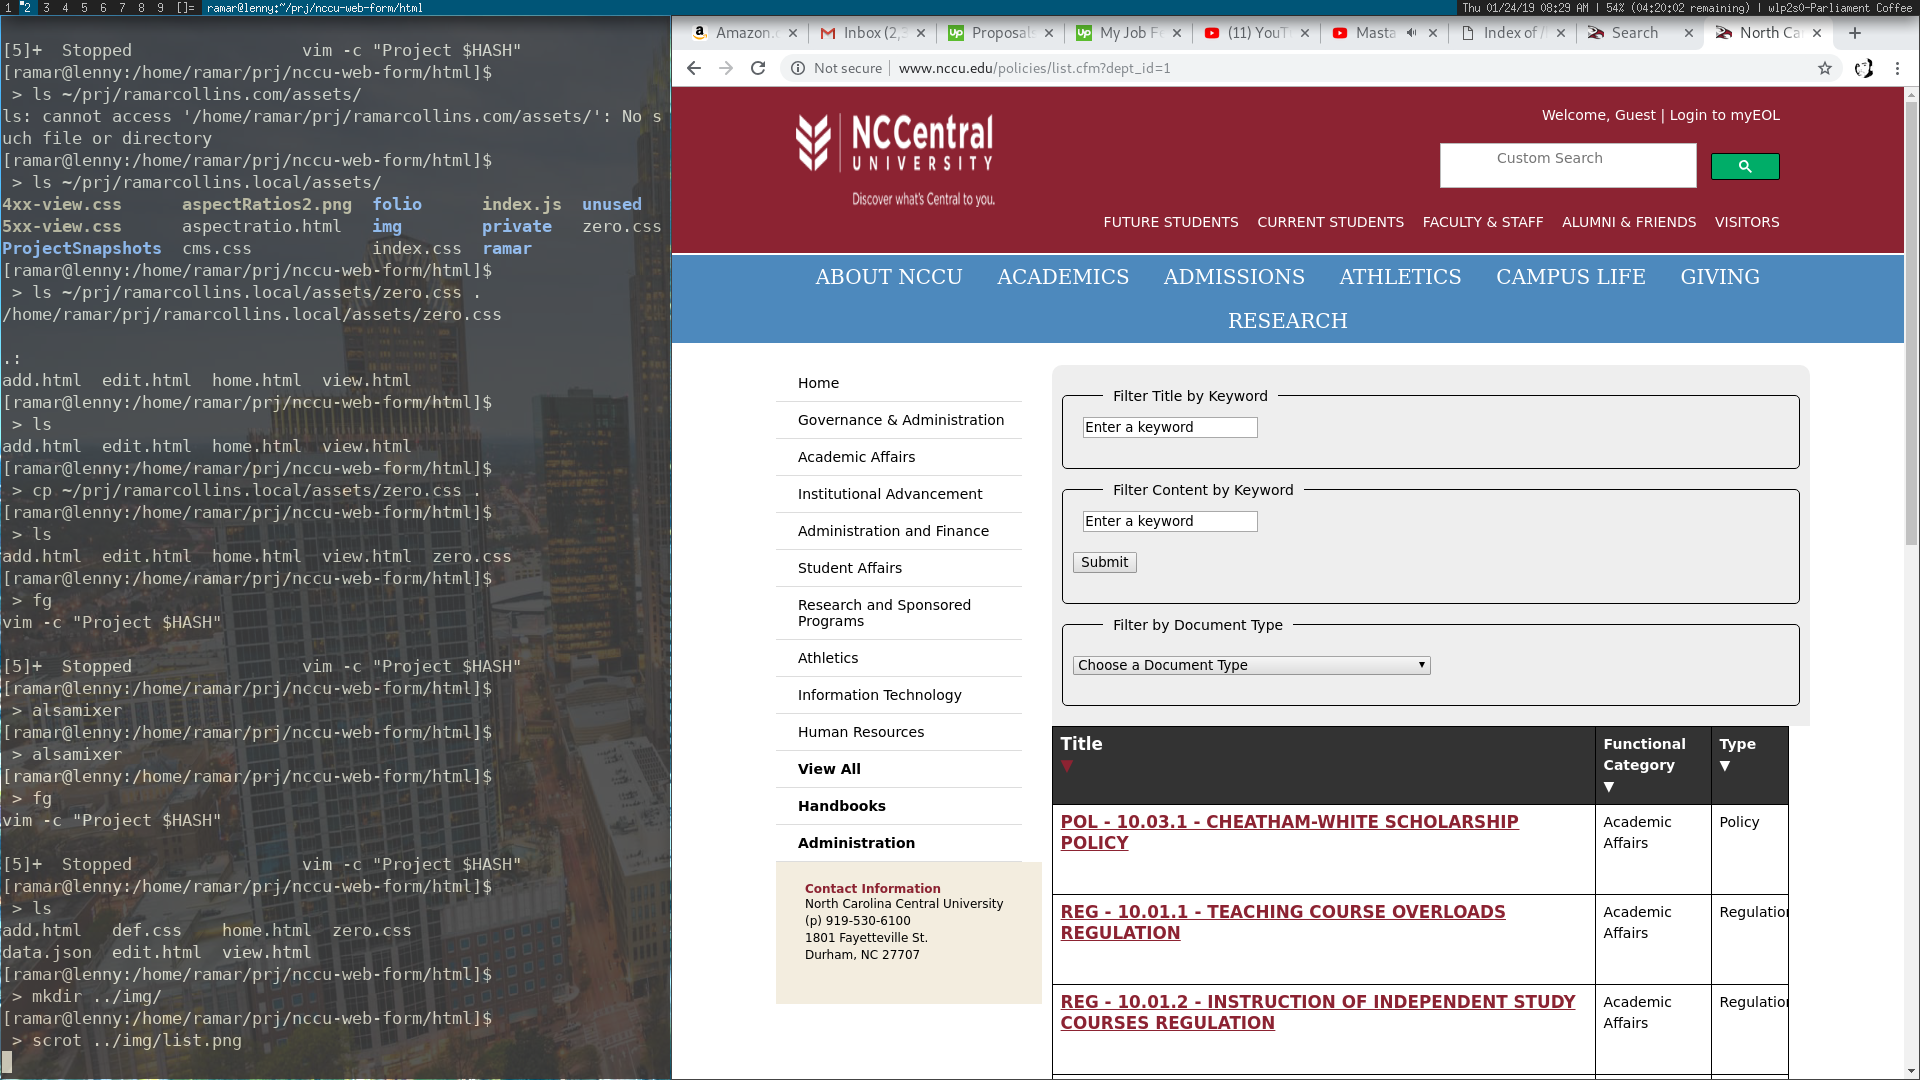 1 2 3 4 5 6 7 8 9 []= ramar@lenny:~/prj/nccu-web-form/html
Thu 01/24/19 08:29 AM | 54% (04:20:02 remaining) | wlp2s0-Parliament Coffee
[5]+  Stopped                 vim -c "Project $HASH"
[ramar@lenny:/home/ramar/prj/nccu-web-form/html]$
 > ls ~/prj/ramarcollins.com/assets/
ls: cannot access '/home/ramar/prj/ramarcollins.com/assets/': No s
uch file or directory
[ramar@lenny:/home/ramar/prj/nccu-web-form/html]$
 > ls ~/prj/ramarcollins.local/assets/
4xx-view.css      aspectRatios2.png  folio      index.js  unused
5xx-view.css      aspectratio.html   img        private   zero.css
ProjectSnapshots  cms.css            index.css  ramar
[ramar@lenny:/home/ramar/prj/nccu-web-form/html]$
 > ls ~/prj/ramarcollins.local/assets/zero.css .
/home/ramar/prj/ramarcollins.local/assets/zero.css
.:
add.html  edit.html  home.html  view.html
[ramar@lenny:/home/ramar/prj/nccu-web-form/html]$
 > ls
add.html  edit.html  home.html  view.html
[ramar@lenny:/home/ramar/prj/nccu-web-form/html]$
 > cp ~/prj/ramarcollins.local/assets/zero.css .
[ramar@lenny:/home/ramar/prj/nccu-web-form/html]$
 > ls
add.html  edit.html  home.html  view.html  zero.css
[ramar@lenny:/home/ramar/prj/nccu-web-form/html]$
 > fg
vim -c "Project $HASH"
[5]+  Stopped                 vim -c "Project $HASH"
[ramar@lenny:/home/ramar/prj/nccu-web-form/html]$
 > alsamixer
[ramar@lenny:/home/ramar/prj/nccu-web-form/html]$
 > alsamixer
[ramar@lenny:/home/ramar/prj/nccu-web-form/html]$
 > fg
vim -c "Project $HASH"
[5]+  Stopped                 vim -c "Project $HASH"
[ramar@lenny:/home/ramar/prj/nccu-web-form/html]$
 > ls
add.html   def.css    home.html  zero.css
data.json  edit.html  view.html
[ramar@lenny:/home/ramar/prj/nccu-web-form/html]$
 > mkdir ../img/
[ramar@lenny:/home/ramar/prj/nccu-web-form/html]$
 > scrot ../img/list.png
Amazon.c  Inbox (2,3  Proposals  My Job Fe  (11) YouT  Masta  Index of /  Search  North Car
Not secure | www.nccu.edu/policies/list.cfm?dept_id=1
NCCentral
UNIVERSITY
Discover what's Central to you.
Welcome, Guest | Login to myEOL
Custom Search
FUTURE STUDENTS  CURRENT STUDENTS  FACULTY & STAFF  ALUMNI & FRIENDS  VISITORS
ABOUT NCCU  ACADEMICS  ADMISSIONS  ATHLETICS  CAMPUS LIFE  GIVING
RESEARCH
Home
Governance & Administration
Academic Affairs
Institutional Advancement
Administration and Finance
Student Affairs
Research and Sponsored
Programs
Athletics
Information Technology
Human Resources
View All
Handbooks
Administration
Contact Information
North Carolina Central University
(p) 919-530-6100
1801 Fayetteville St.
Durham, NC 27707
Filter Title by Keyword
Enter a keyword
Filter Content by Keyword
Enter a keyword
Submit
Filter by Document Type
Choose a Document Type
Title ▼  Functional Category ▼  Type ▼
POL - 10.03.1 - CHEATHAM-WHITE SCHOLARSHIP
POLICY
Academic
Affairs
Policy
REG - 10.01.1 - TEACHING COURSE OVERLOADS
REGULATION
Academic
Affairs
Regulation
REG - 10.01.2 - INSTRUCTION OF INDEPENDENT STUDY
COURSES REGULATION
Academic
Affairs
Regulation